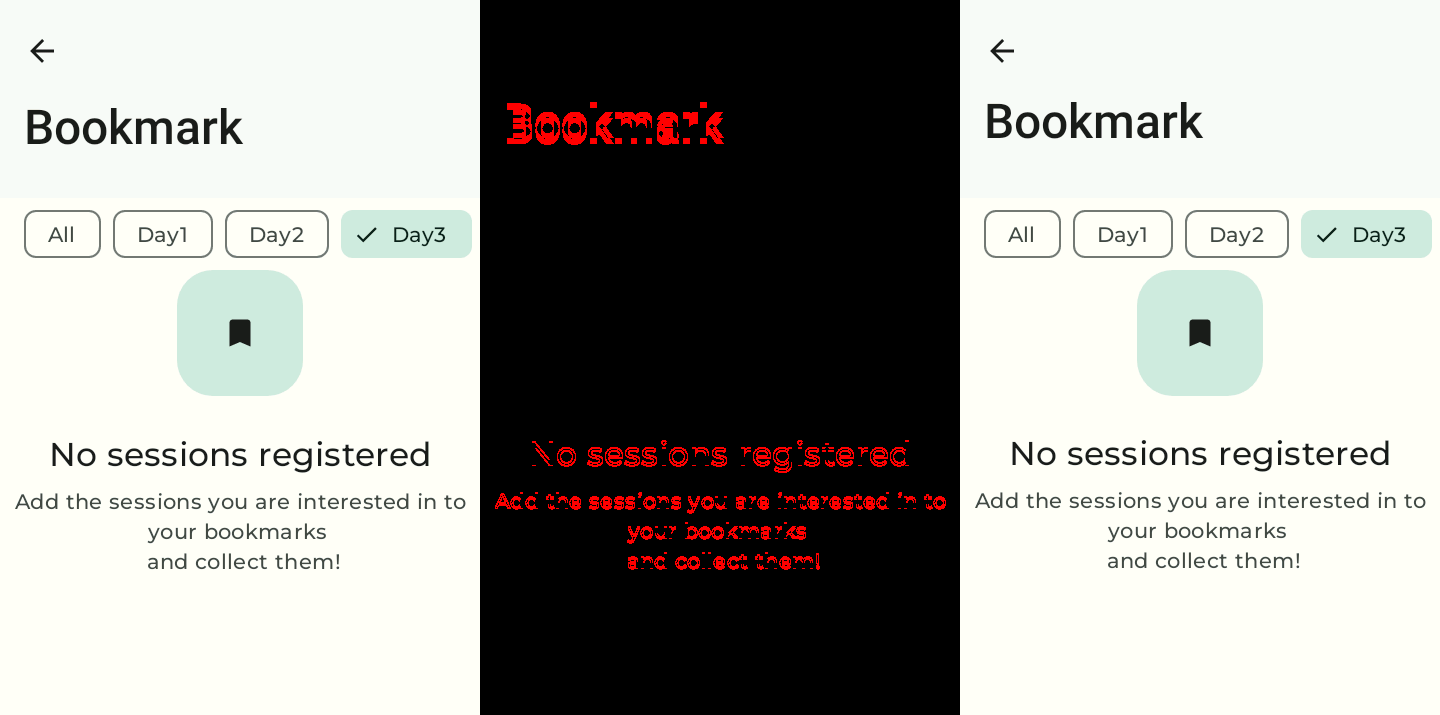 Bookmark
All
Day1
Day2
Day3
No sessions registered
Add the sessions you are interested in to
your bookmarks
and collect them!
Bookmark
No sessions registered
Add the sessions you are interested in to
your bookmarks
and collect them!
Bookmark
All
Day1
Day2
Day3
No sessions registered
Add the sessions you are interested in to
your bookmarks
and collect them!